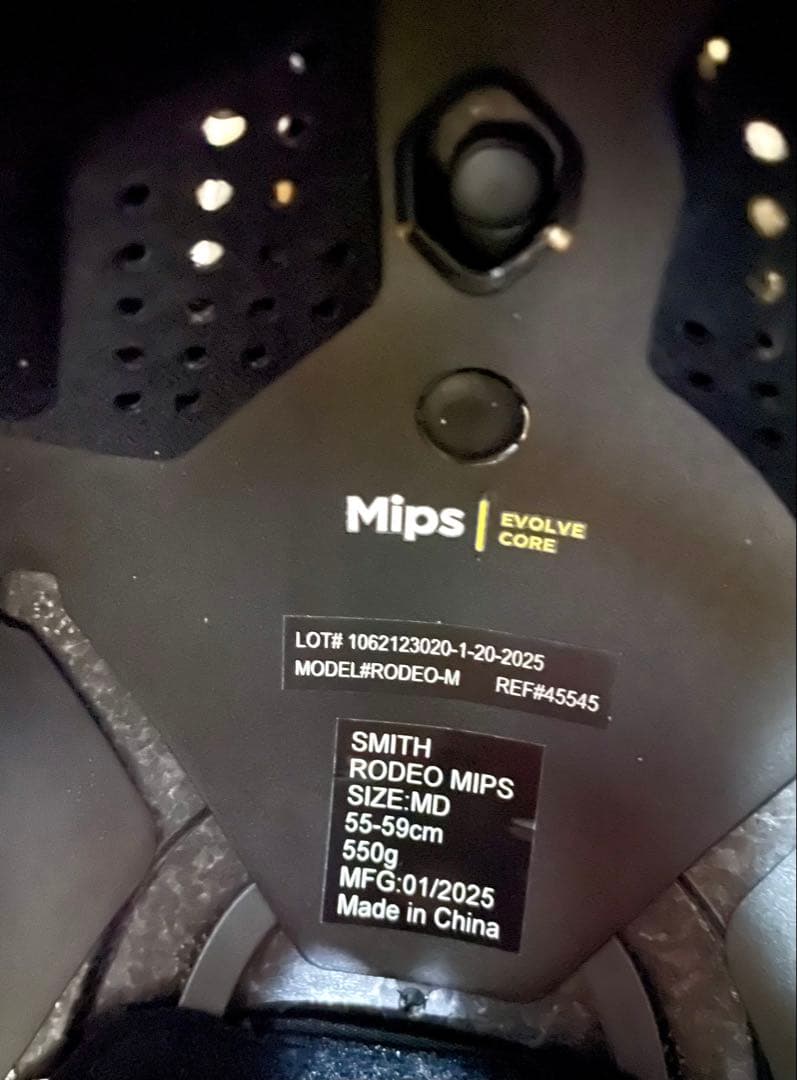 Mips | EVOLVE
CORE
LOT# 1062123020-1-20-2025
MODEL#RODEO-M REF#45545
SMITH
RODEO MIPS
SIZE:MD
55-59cm
550g
MFG:01/2025
Made in China